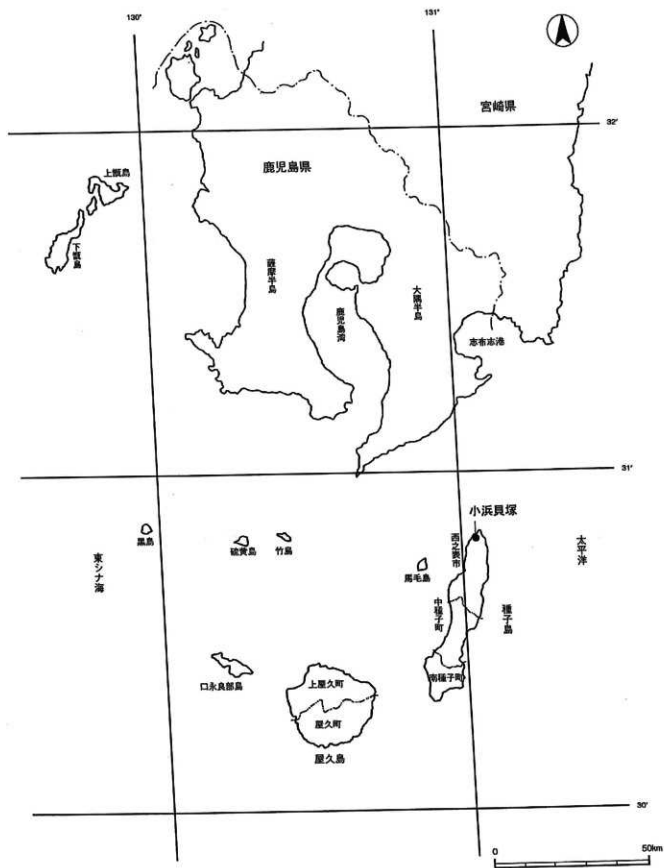 130°
131°
宮崎県
32°
鹿児島県
上甑島
下甑島
薩摩半島
鹿児島湾
大隅半島
志布志港
31°
小浜貝塚
黒島
硫黄島
竹島
馬毛島
西之表市
太平洋
東シナ海
中種子町
種子島
南種子町
口永良部島
上屋久町
屋久町
屋久島
30°
0
50km